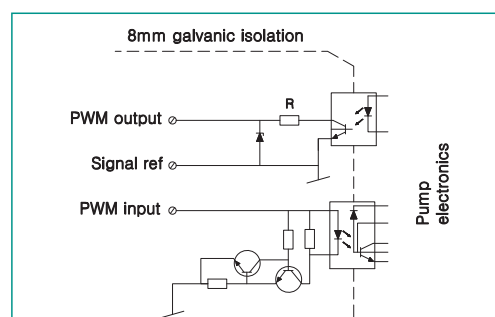 8mm galvanic isolation
R
PWM output
Signal ref
PWM input
Pump
electronics